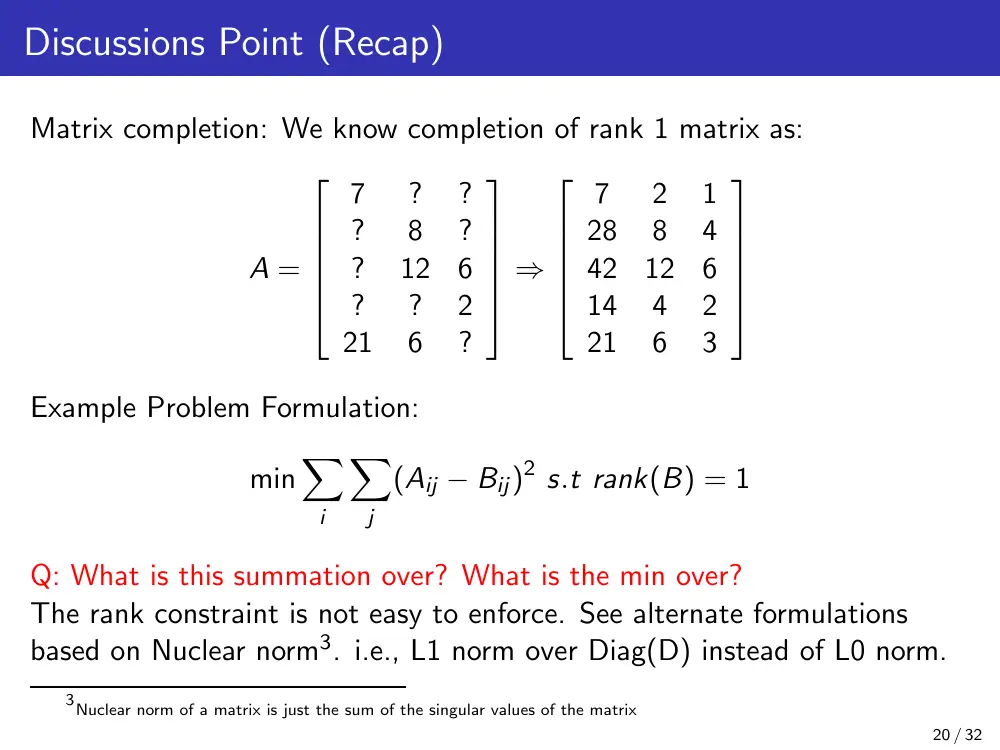 Discussions Point (Recap)
Matrix completion: We know completion of rank 1 matrix as:
A = [ 7 ? ? ; ? 8 ? ; ? 12 6 ; ? ? 2 ; 21 6 ? ] ⇒ [ 7 2 1 ; 28 8 4 ; 42 12 6 ; 14 4 2 ; 21 6 3 ]
Example Problem Formulation:
min ∑_i ∑_j (A_ij − B_ij)² s.t rank(B) = 1
Q: What is this summation over? What is the min over?
The rank constraint is not easy to enforce. See alternate formulations
based on Nuclear norm³. i.e., L1 norm over Diag(D) instead of L0 norm.
³Nuclear norm of a matrix is just the sum of the singular values of the matrix
20 / 32